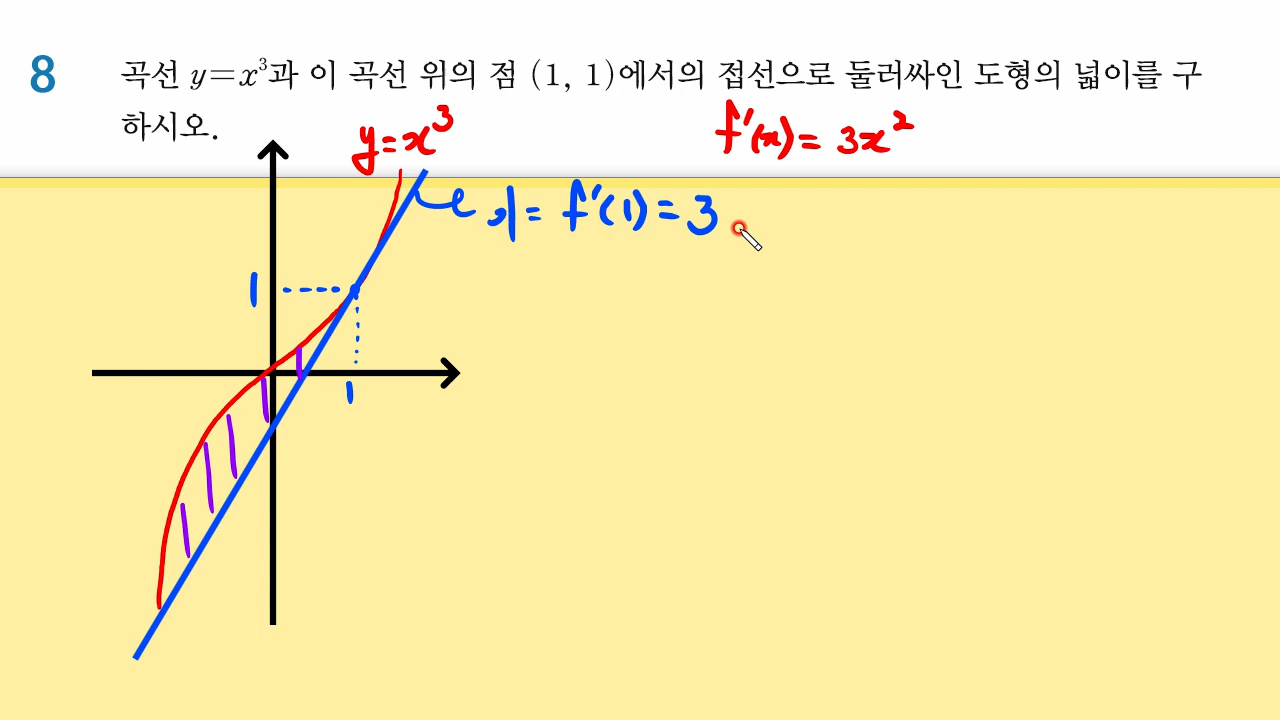 8 곡선 y=x³과 이 곡선 위의 점 (1, 1)에서의 접선으로 둘러싸인 도형의 넓이를 구
하시오.
y=x³
f'(x)=3x²
기= f'(1)=3
1
1